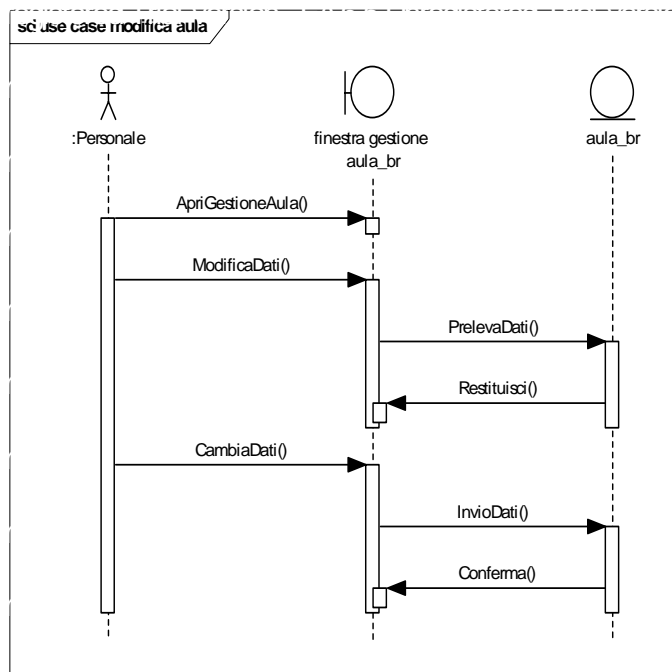 sd use case modifica aula
:Personale
finestra gestione
aula_br
aula_br
ApriGestioneAula()
ModificaDati()
PrelevaDati()
Restituisci()
CambiaDati()
InvioDati()
Conferma()